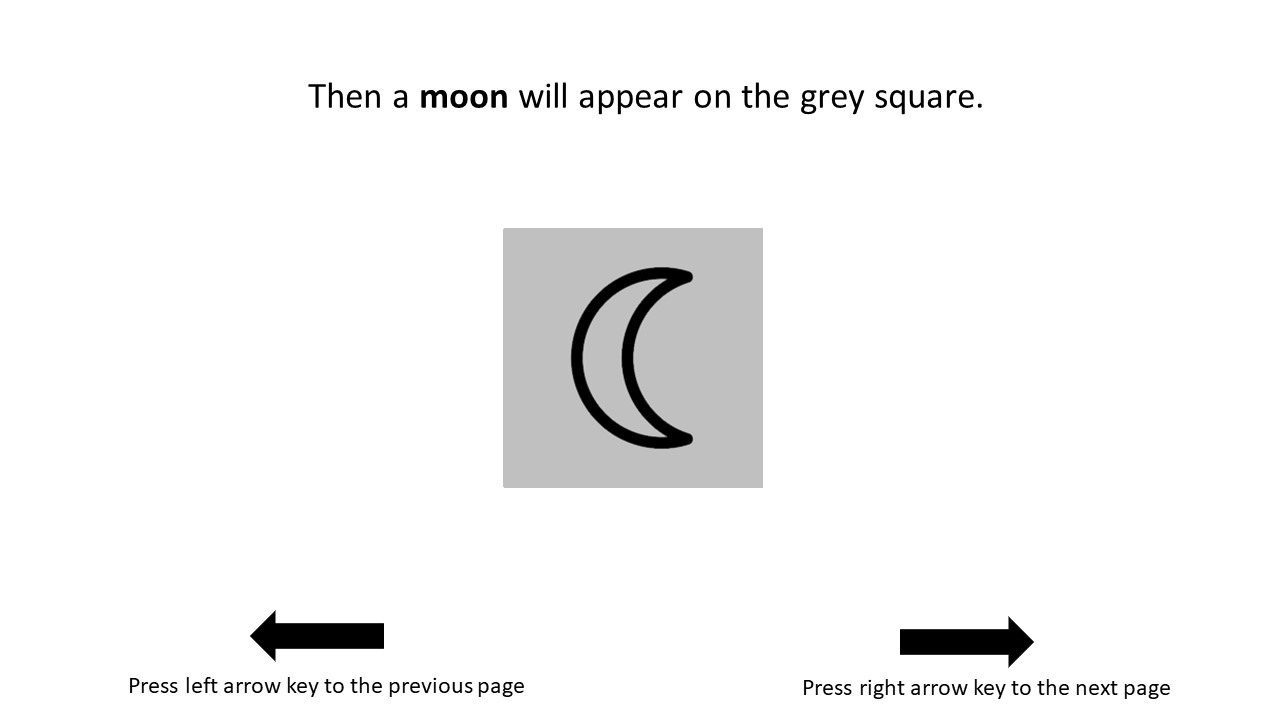 Then a moon will appear on the grey square.
Press left arrow key to the previous page
Press right arrow key to the next page